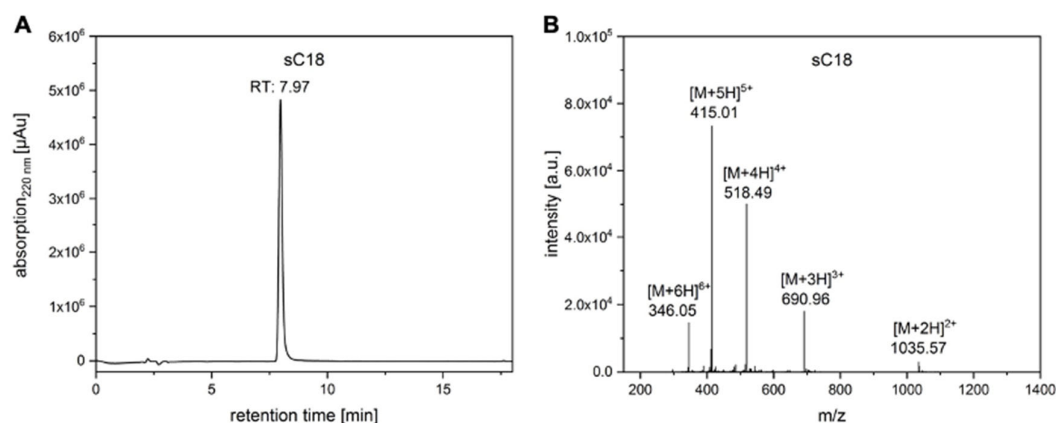 A
6x10⁶
5x10⁶
4x10⁶
3x10⁶
2x10⁶
1x10⁶
0
absorption₂₂₀ ₙₘ [µAu]
sC18
RT: 7.97
0 5 10 15
retention time [min]
B
1.0x10⁵
8.0x10⁴
6.0x10⁴
4.0x10⁴
2.0x10⁴
0.0
intensity [a.u.]
sC18
[M+5H]⁵⁺
415.01
[M+4H]⁴⁺
518.49
[M+6H]⁶⁺
346.05
[M+3H]³⁺
690.96
[M+2H]²⁺
1035.57
200 400 600 800 1000 1200 1400
m/z